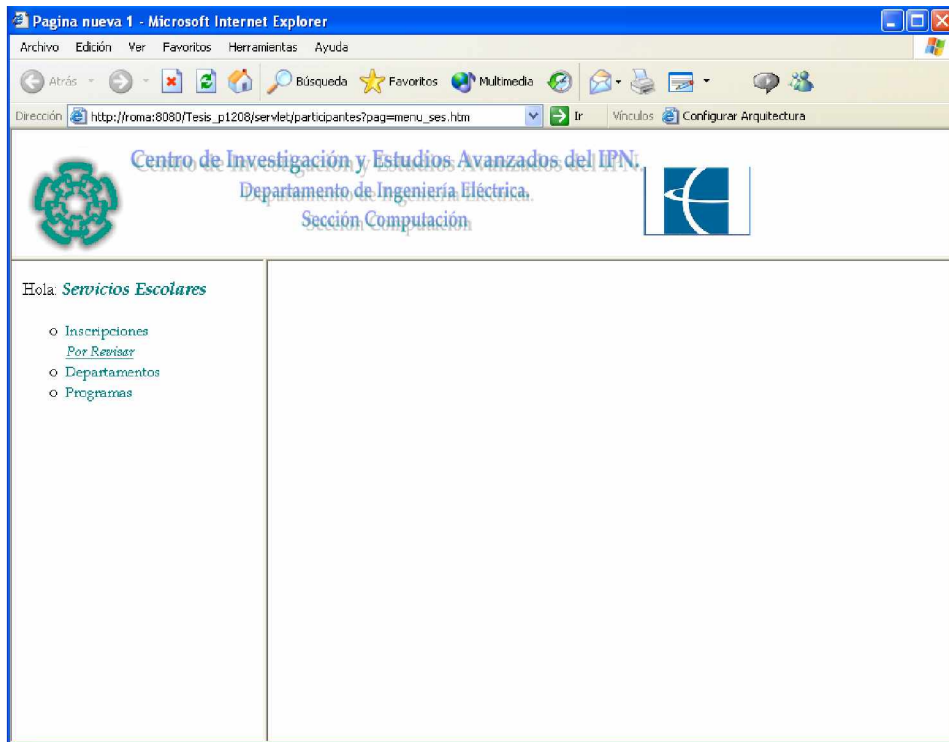 Pagina nueva 1 - Microsoft Internet Explorer
Archivo Edición Ver Favoritos Herramientas Ayuda
Atrás Búsqueda Favoritos Multimedia
Dirección http://roma:8080/Tesis_p1208/servlet/participantes?pag=menu_ses.htm Ir Vínculos Configurar Arquitectura
Centro de Investigación y Estudios Avanzados del IPN.
Departamento de Ingeniería Eléctrica.
Sección Computación
Hola: Servicios Escolares
Inscripciones
Por Revisar
Departamentos
Programas